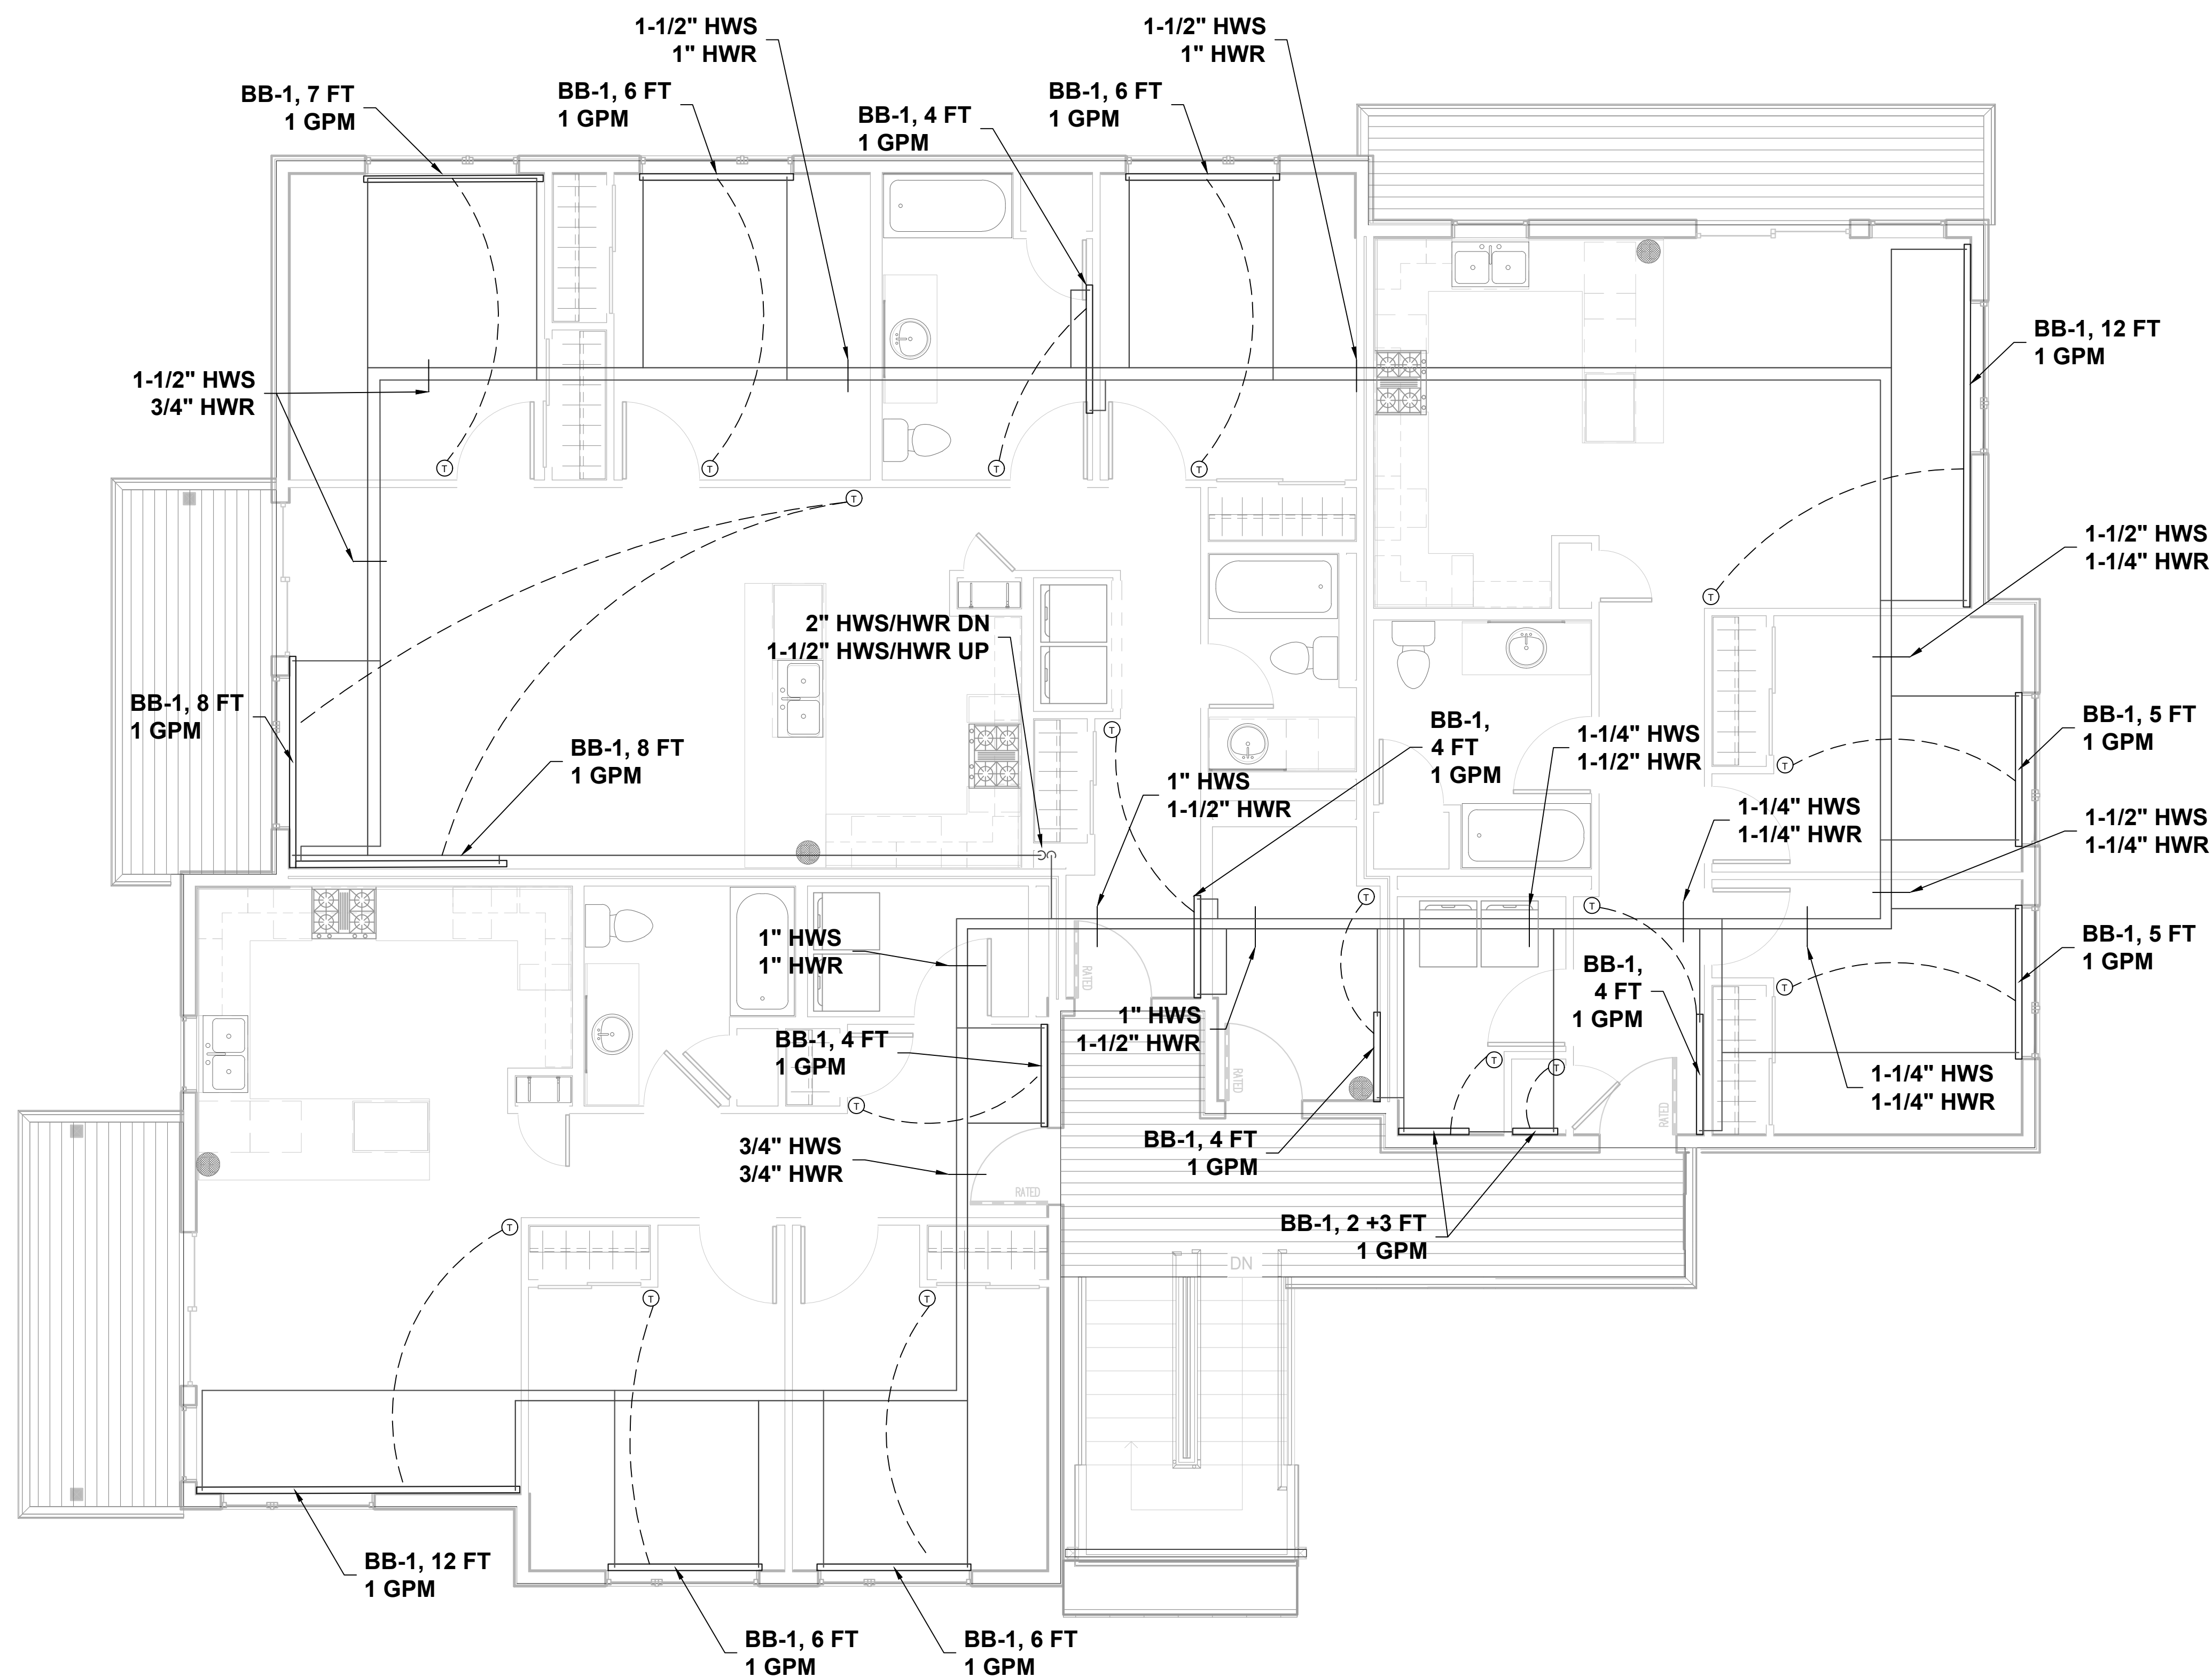 1-1/2" HWS
1" HWR
1-1/2" HWS
1" HWR
BB-1, 7 FT
1 GPM
BB-1, 6 FT
1 GPM
BB-1, 4 FT
1 GPM
BB-1, 6 FT
1 GPM
BB-1, 12 FT
1 GPM
1-1/2" HWS
3/4" HWR
T
T
T
T
T
1-1/2" HWS
1-1/4" HWR
T
2" HWS/HWR DN
1-1/2" HWS/HWR UP
BB-1, 8 FT
1 GPM
BB-1, 8 FT
1 GPM
T
BB-1,
4 FT
1 GPM
1-1/4" HWS
1-1/2" HWR
BB-1, 5 FT
1 GPM
T
1" HWS
1-1/2" HWR
1-1/4" HWS
1-1/4" HWR
1-1/2" HWS
1-1/4" HWR
T
T
1" HWS
1" HWR
RATED
BB-1,
4 FT
1 GPM
BB-1, 5 FT
1 GPM
T
1" HWS
1-1/2" HWR
BB-1, 4 FT
1 GPM
RATED
T
T
T
RATED
1-1/4" HWS
1-1/4" HWR
3/4" HWS
3/4" HWR
BB-1, 4 FT
1 GPM
RATED
T
BB-1, 2 +3 FT
1 GPM
DN
T
T
BB-1, 12 FT
1 GPM
BB-1, 6 FT
1 GPM
BB-1, 6 FT
1 GPM